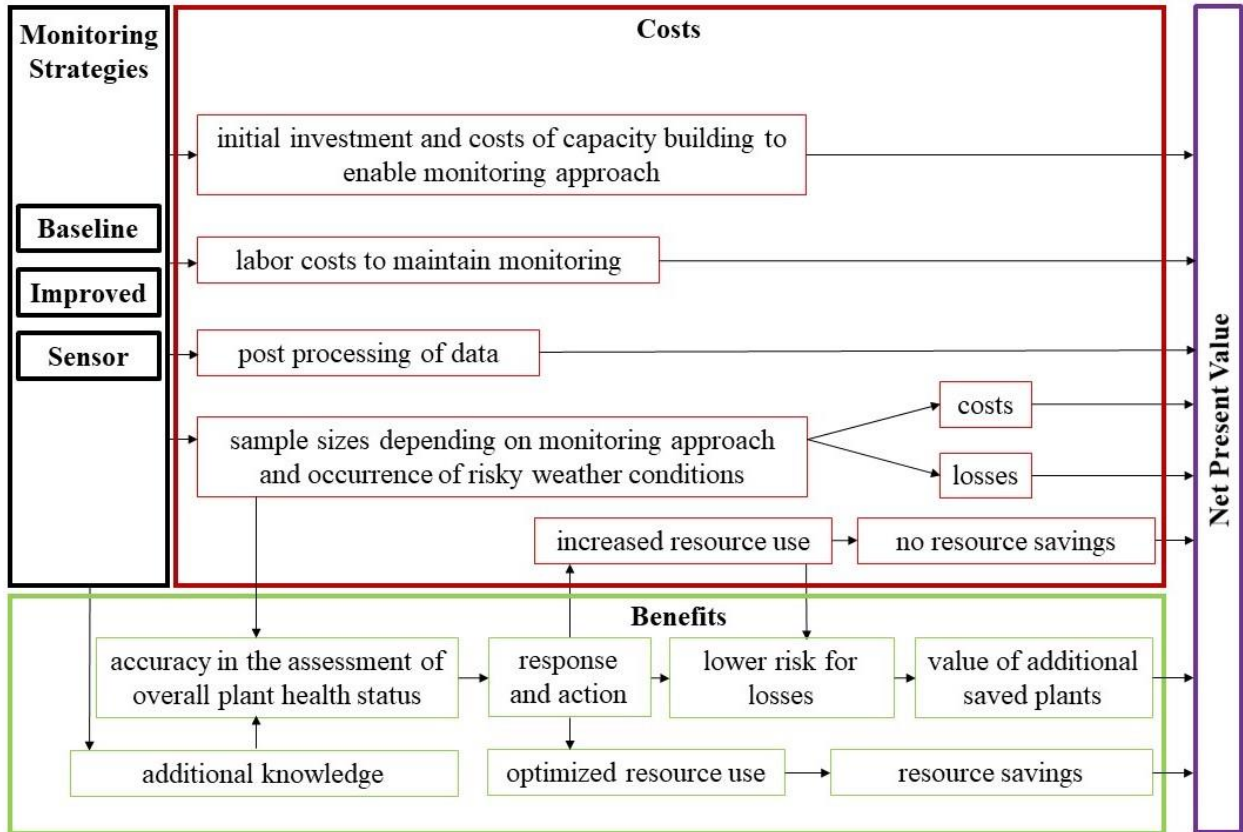 Monitoring
Strategies
Baseline
Improved
Sensor
Costs
initial investment and costs of capacity building to
enable monitoring approach
labor costs to maintain monitoring
post processing of data
sample sizes depending on monitoring approach
and occurrence of risky weather conditions
costs
losses
increased resource use
no resource savings
Benefits
accuracy in the assessment of
overall plant health status
response
and action
lower risk for
losses
value of additional
saved plants
additional knowledge
optimized resource use
resource savings
Net Present Value